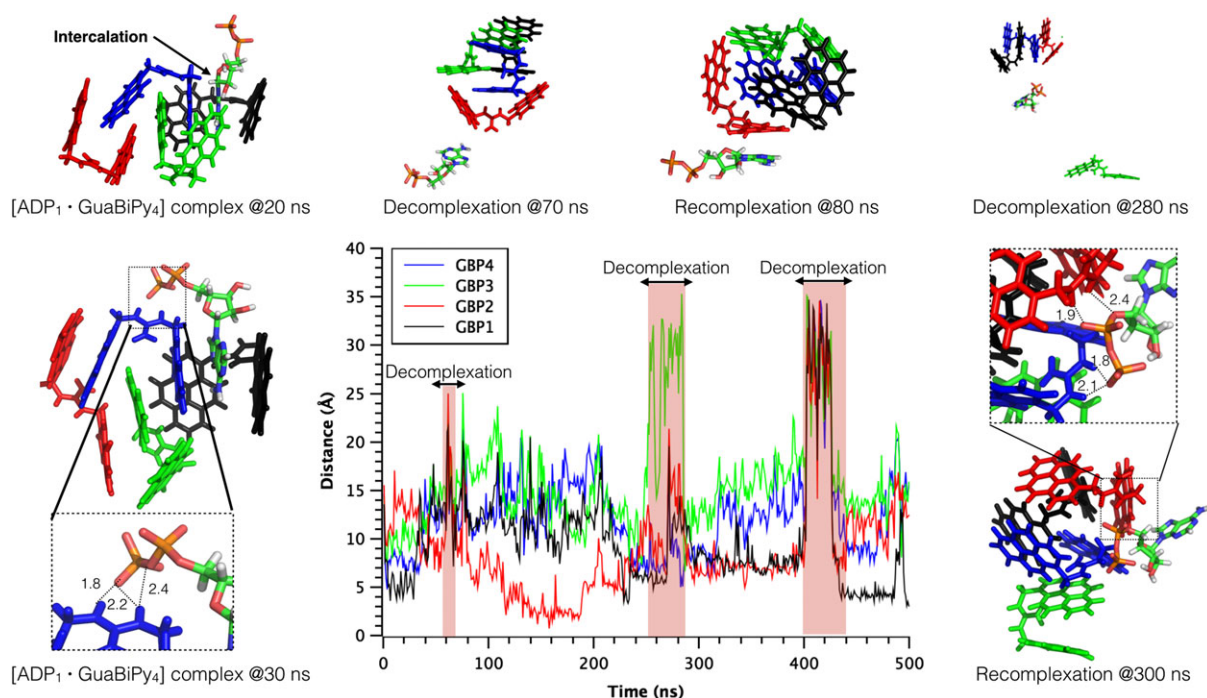 Intercalation
[ADP₁ · GuaBiPy₄] complex @20 ns
Decomplexation @70 ns
Recomplexation @80 ns
Decomplexation @280 ns
1.8
2.2
2.4
[ADP₁ · GuaBiPy₄] complex @30 ns
40
35
30
25
20
15
10
5
0
Distance (Å)
GBP4
GBP3
GBP2
GBP1
Decomplexation
Decomplexation
Decomplexation
0
100
200
300
400
500
Time (ns)
2.4
1.9
1.8
2.1
Recomplexation @300 ns